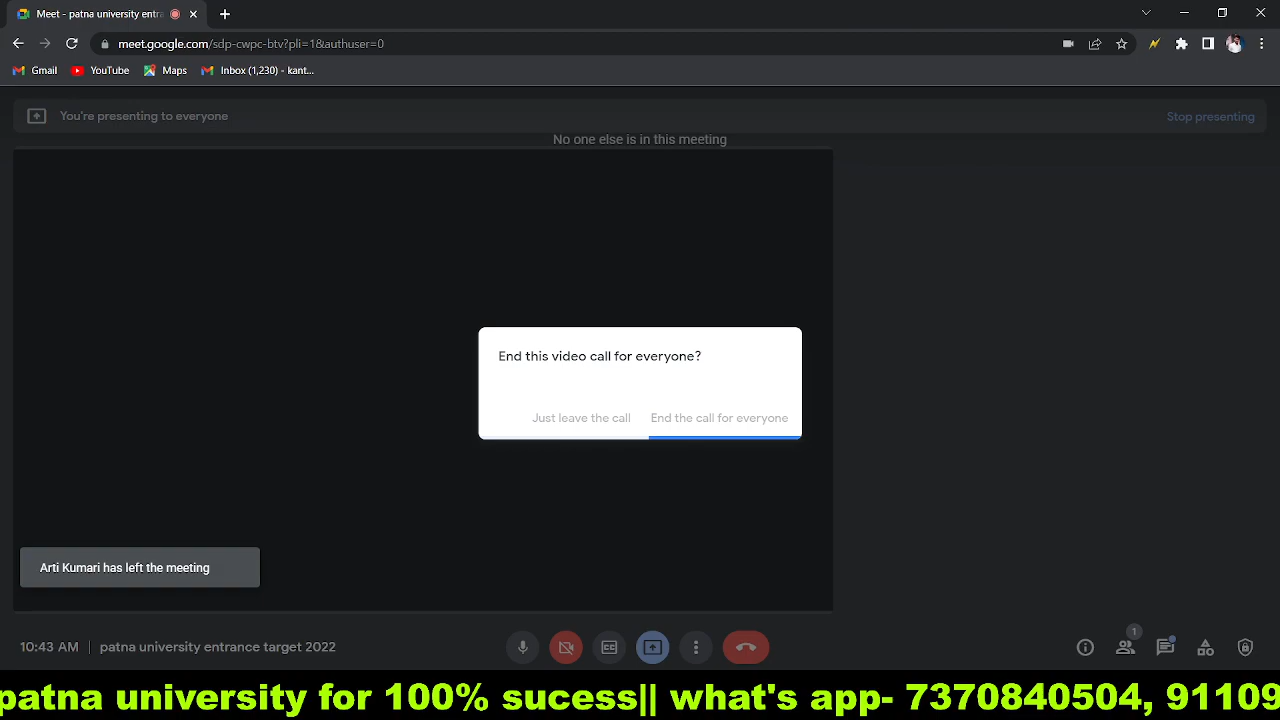 Meet - patna university entra
meet.google.com/sdp-cwpc-btv?pli=1&authuser=0
Gmail YouTube Maps Inbox (1,230) - kant...
You're presenting to everyone
Stop presenting
No one else is in this meeting
End this video call for everyone?
Just leave the call End the call for everyone
Arti Kumari has left the meeting
10:43 AM | patna university entrance target 2022
CC
1
patna university for 100% sucess|| what's app- 7370840504, 91109